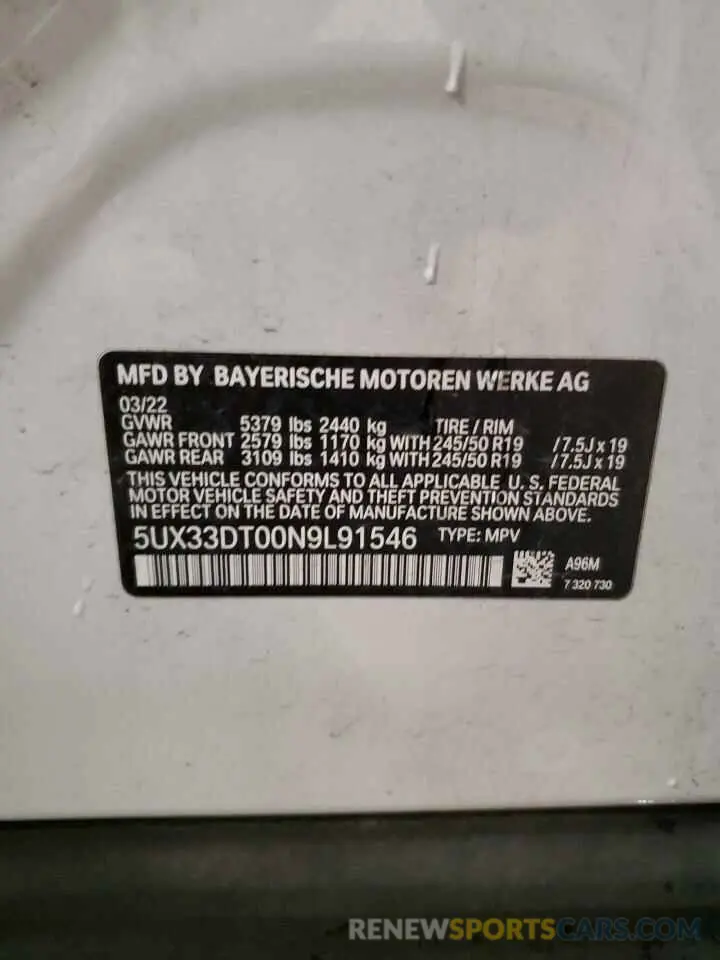 MFD BY BAYERISCHE MOTOREN WERKE AG
03/22
GVWR 5379 lbs 2440 kg TIRE / RIM
GAWR FRONT 2579 lbs 1170 kg WITH 245/50 R19 /7.5J x 19
GAWR REAR 3109 lbs 1410 kg WITH 245/50 R19 /7.5J x 19
THIS VEHICLE CONFORMS TO ALL APPLICABLE U. S. FEDERAL
MOTOR VEHICLE SAFETY AND THEFT PREVENTION STANDARDS
IN EFFECT ON THE DATE OF MANUFACTURE SHOWN ABOVE.
5UX33DT00N9L91546 TYPE: MPV
A96M
7 320 730
RENEWSPORTSCARS.COM